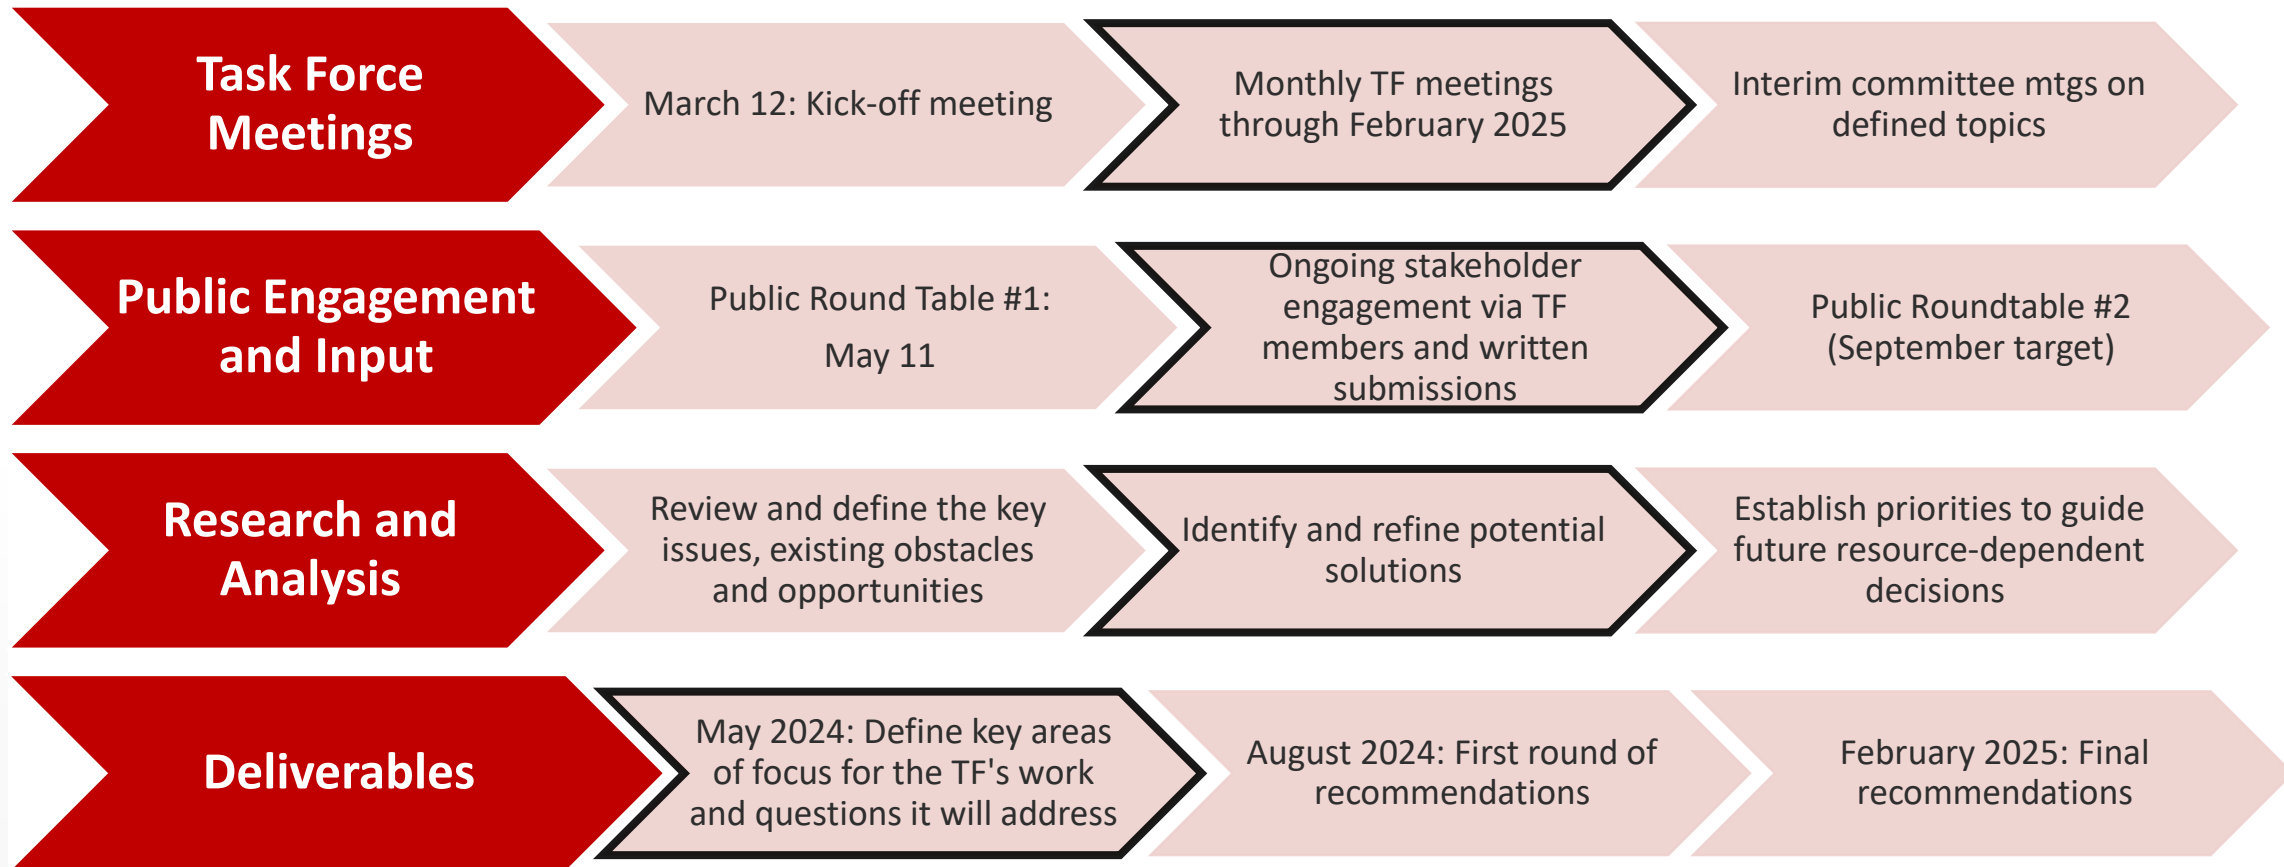 Task Force
Meetings
March 12: Kick-off meeting
Monthly TF meetings
through February 2025
Interim committee mtgs on
defined topics
Public Engagement
and Input
Public Round Table #1:
May 11
Ongoing stakeholder
engagement via TF
members and written
submissions
Public Roundtable #2
(September target)
Research and
Analysis
Review and define the key
issues, existing obstacles
and opportunities
Identify and refine potential
solutions
Establish priorities to guide
future resource-dependent
decisions
Deliverables
May 2024: Define key areas
of focus for the TF's work
and questions it will address
August 2024: First round of
recommendations
February 2025: Final
recommendations